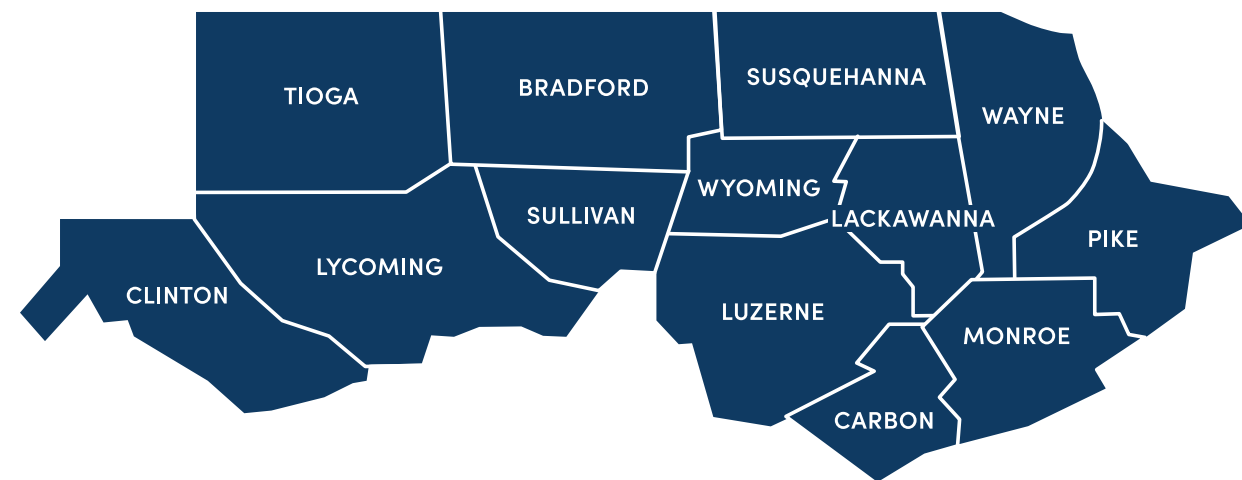 TIOGA
BRADFORD
SUSQUEHANNA
WAYNE
WYOMING
SULLIVAN
LACKAWANNA
PIKE
LYCOMING
CLINTON
LUZERNE
MONROE
CARBON